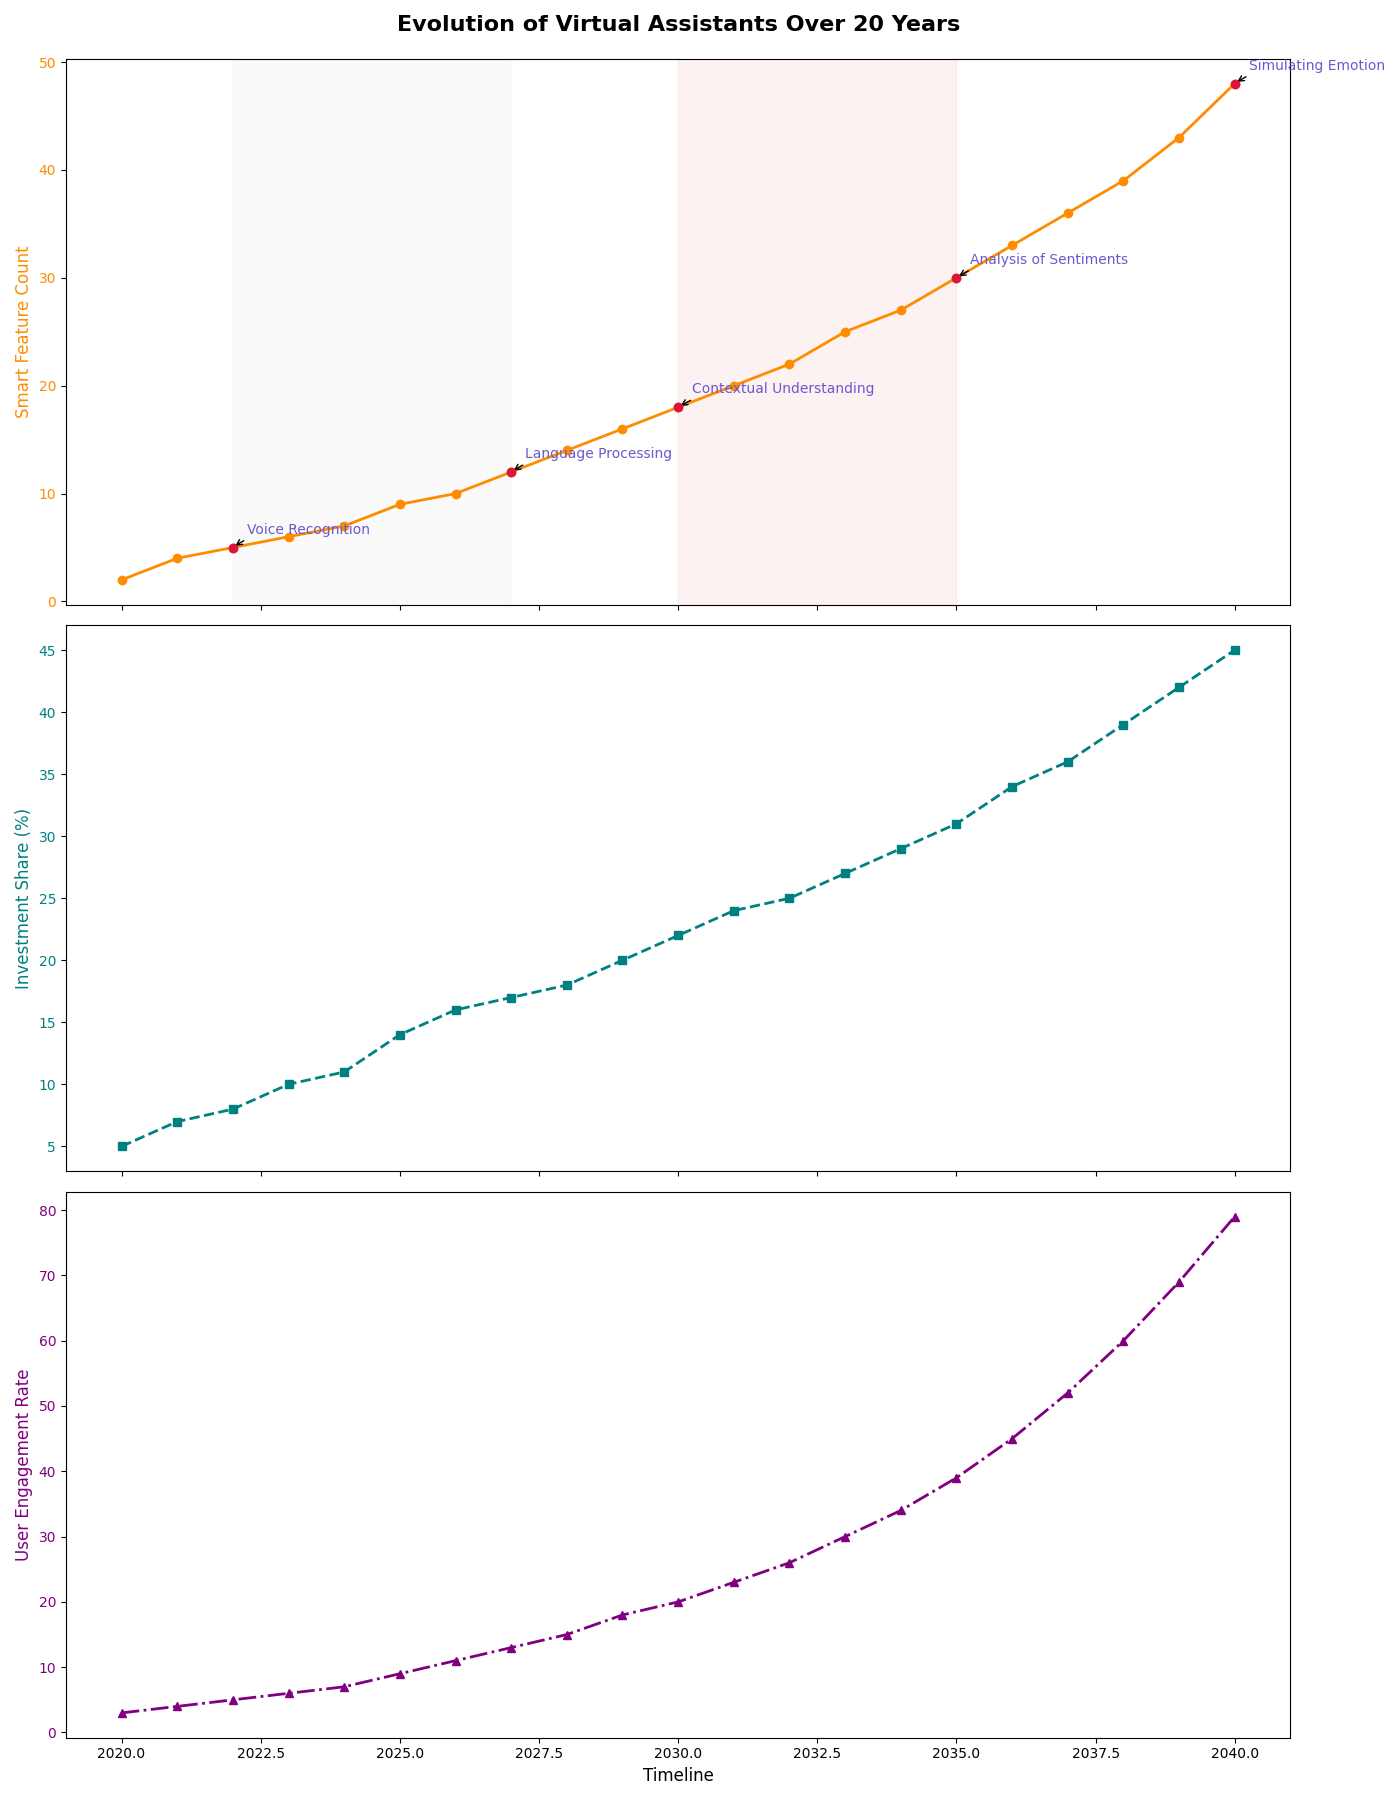 Evolution of Virtual Assistants Over 20 Years
Smart Feature Count
50
40
30
20
10
0
Simulating Emotion
Analysis of Sentiments
Contextual Understanding
Language Processing
Voice Recognition
Investment Share (%)
45
40
35
30
25
20
15
10
5
User Engagement Rate
80
70
60
50
40
30
20
10
0
2020.0 2022.5 2025.0 2027.5 2030.0 2032.5 2035.0 2037.5 2040.0
Timeline